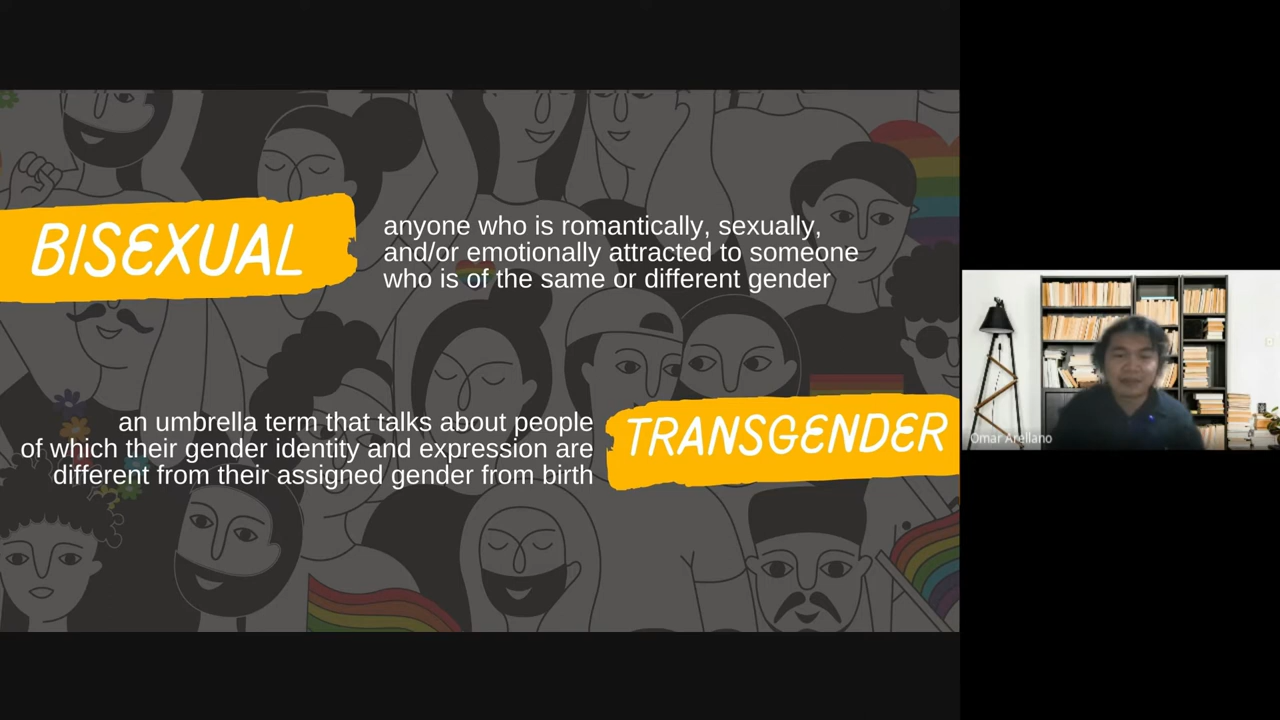 BISEXUAL
anyone who is romantically, sexually,
and/or emotionally attracted to someone
who is of the same or different gender
an umbrella term that talks about people
of which their gender identity and expression are
different from their assigned gender from birth
TRANSGENDER
Omar Arellano